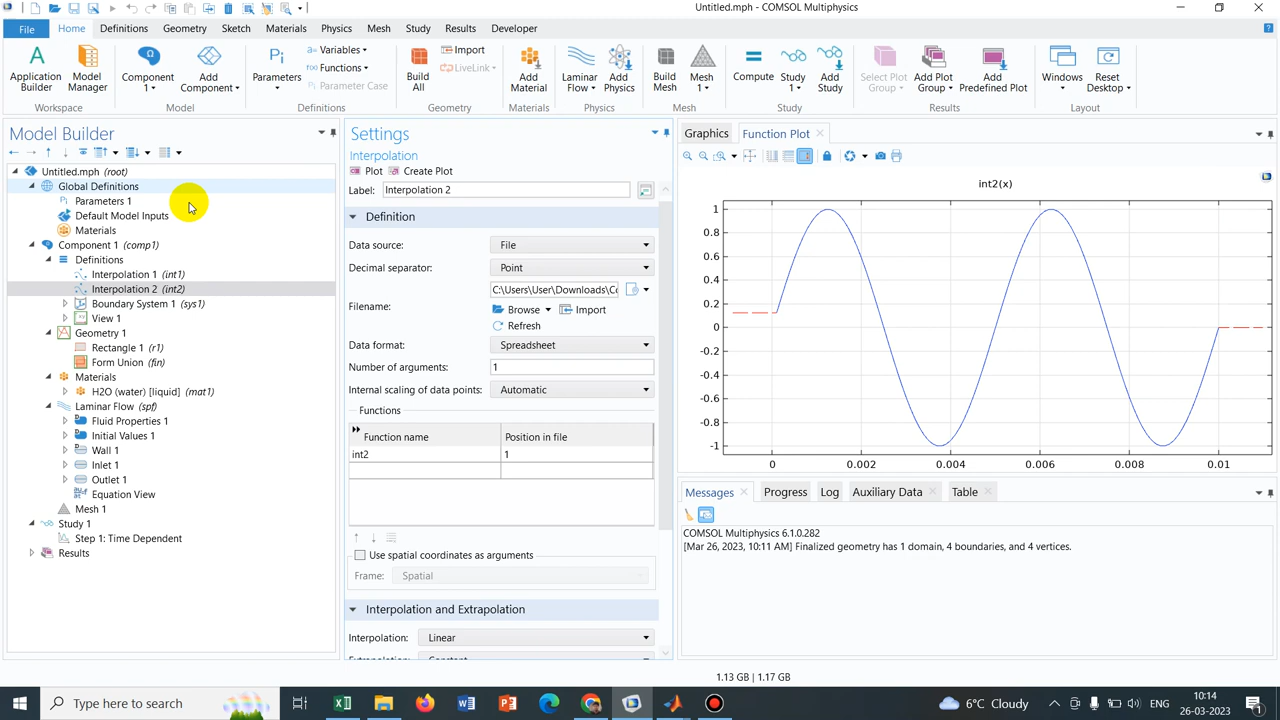 Untitled.mph - COMSOL Multiphysics
File Home Definitions Geometry Sketch Materials Physics Mesh Study Results Developer
Application Builder
Model Manager
Workspace
Component 1
Add Component
Model
Parameters
Variables
Functions
Parameter Case
Definitions
Build All
Import
LiveLink
Geometry
Add Material
Materials
Laminar Flow
Add Physics
Physics
Build Mesh
Mesh 1
Mesh
Compute
Study 1
Add Study
Study
Select Plot Group
Add Plot Group
Add Predefined Plot
Results
Windows
Reset Desktop
Layout
Model Builder
Untitled.mph (root)
Global Definitions
Parameters 1
Default Model Inputs
Materials
Component 1 (comp1)
Definitions
Interpolation 1 (int1)
Interpolation 2 (int2)
Boundary System 1 (sys1)
View 1
Geometry 1
Rectangle 1 (r1)
Form Union (fin)
Materials
H2O (water) [liquid] (mat1)
Laminar Flow (spf)
Fluid Properties 1
Initial Values 1
Wall 1
Inlet 1
Outlet 1
Equation View
Mesh 1
Study 1
Step 1: Time Dependent
Results
Settings
Interpolation
Plot Create Plot
Label: Interpolation 2
Definition
Data source: File
Decimal separator: Point
C:\Users\User\Downloads\Co
Filename: Browse Import
Refresh
Data format: Spreadsheet
Number of arguments: 1
Internal scaling of data points: Automatic
Functions
Function name Position in file
int2 1
Use spatial coordinates as arguments
Frame: Spatial
Interpolation and Extrapolation
Interpolation: Linear
Graphics Function Plot
int2(x)
1
0.8
0.6
0.4
0.2
0
-0.2
-0.4
-0.6
-0.8
-1
0 0.002 0.004 0.006 0.008 0.01
Messages Progress Log Auxiliary Data Table
COMSOL Multiphysics 6.1.0.282
[Mar 26, 2023, 10:11 AM] Finalized geometry has 1 domain, 4 boundaries, and 4 vertices.
1.13 GB | 1.17 GB
Type here to search
6°C Cloudy
ENG
10:14
26-03-2023